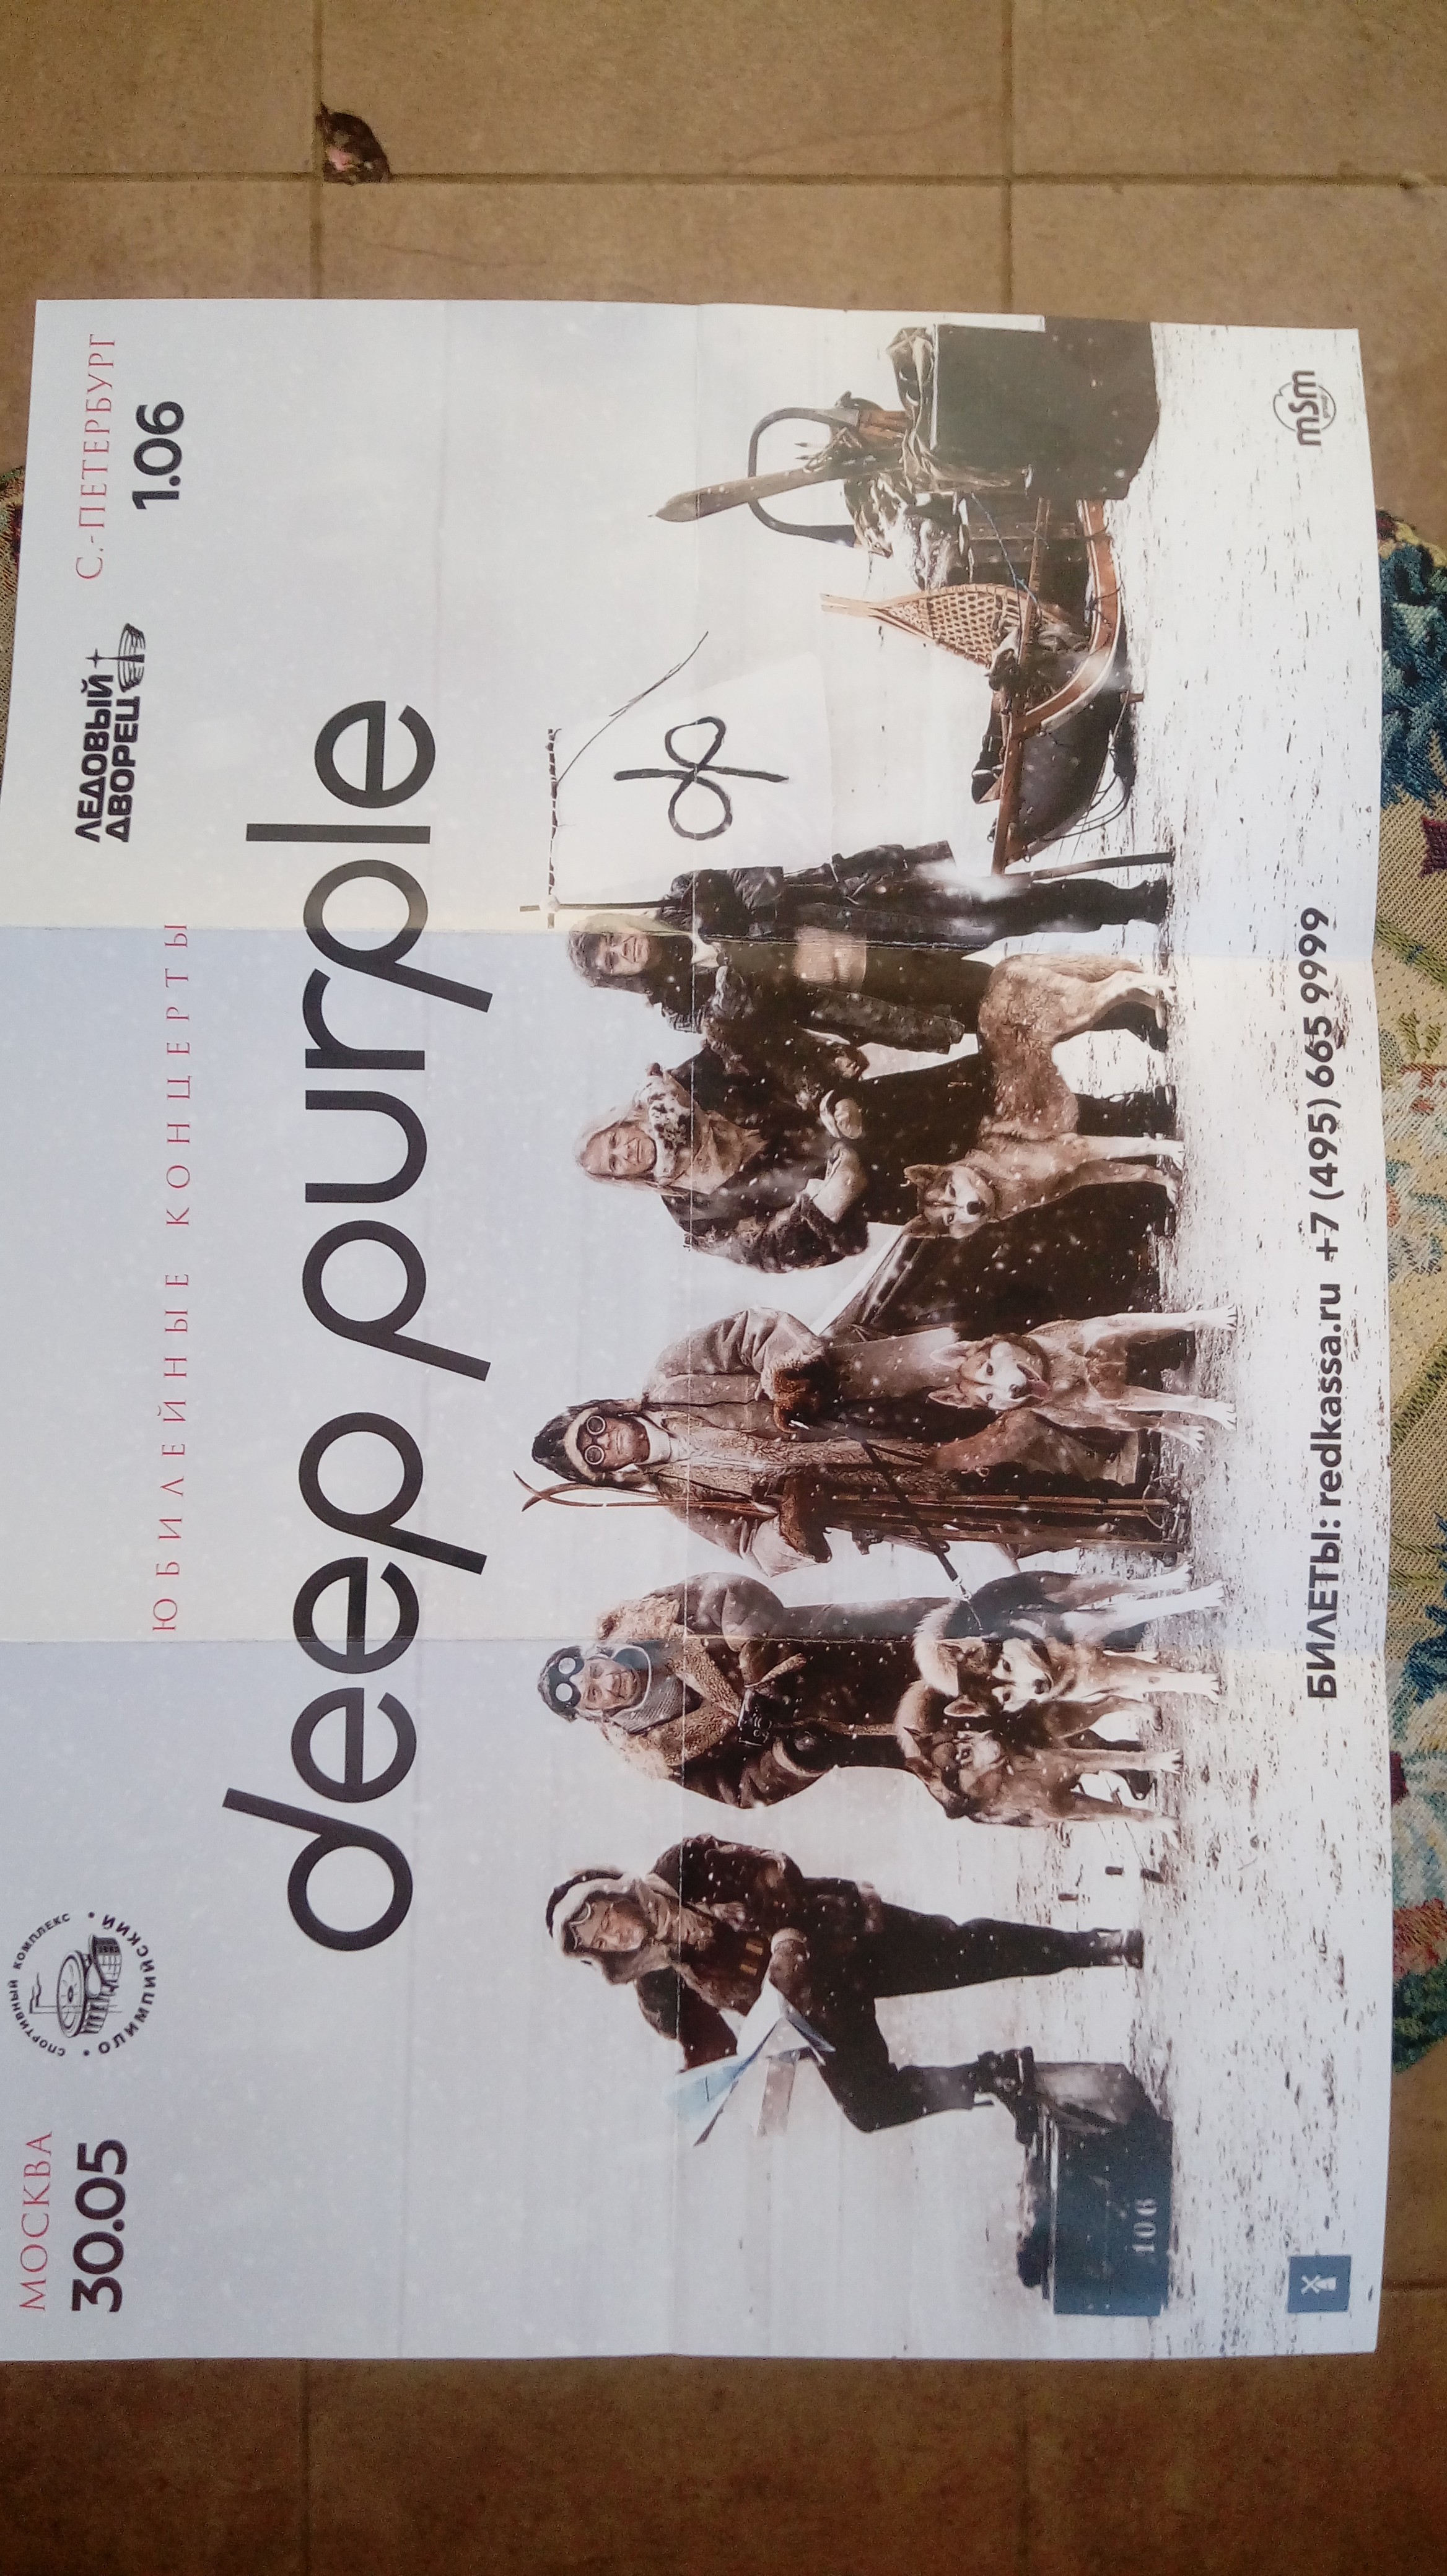 МОСКВА
30.05
СПОРТИВНЫЙ КОМПЛЕКС
• ОЛИМПИЙСКИЙ •
ЛЕДОВЫЙ
ДВОРЕЦ
С.-ПЕТЕРБУРГ
1.06
ЮБИЛЕЙНЫЕ КОНЦЕРТЫ
deep purple
dp
106
БИЛЕТЫ: redkassa.ru +7 (495) 665 9999
msm